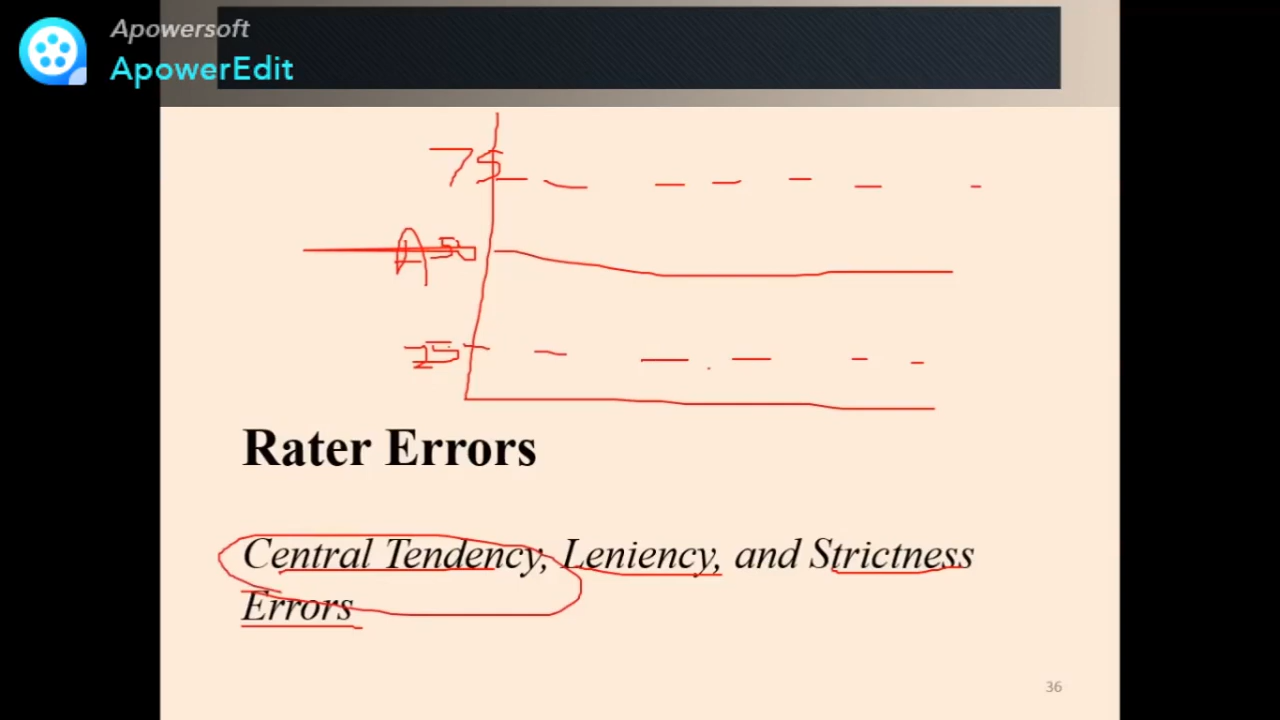 Apowersoft
ApowerEdit
75
A 50
25
Rater Errors
Central Tendency, Leniency, and Strictness
Errors
36